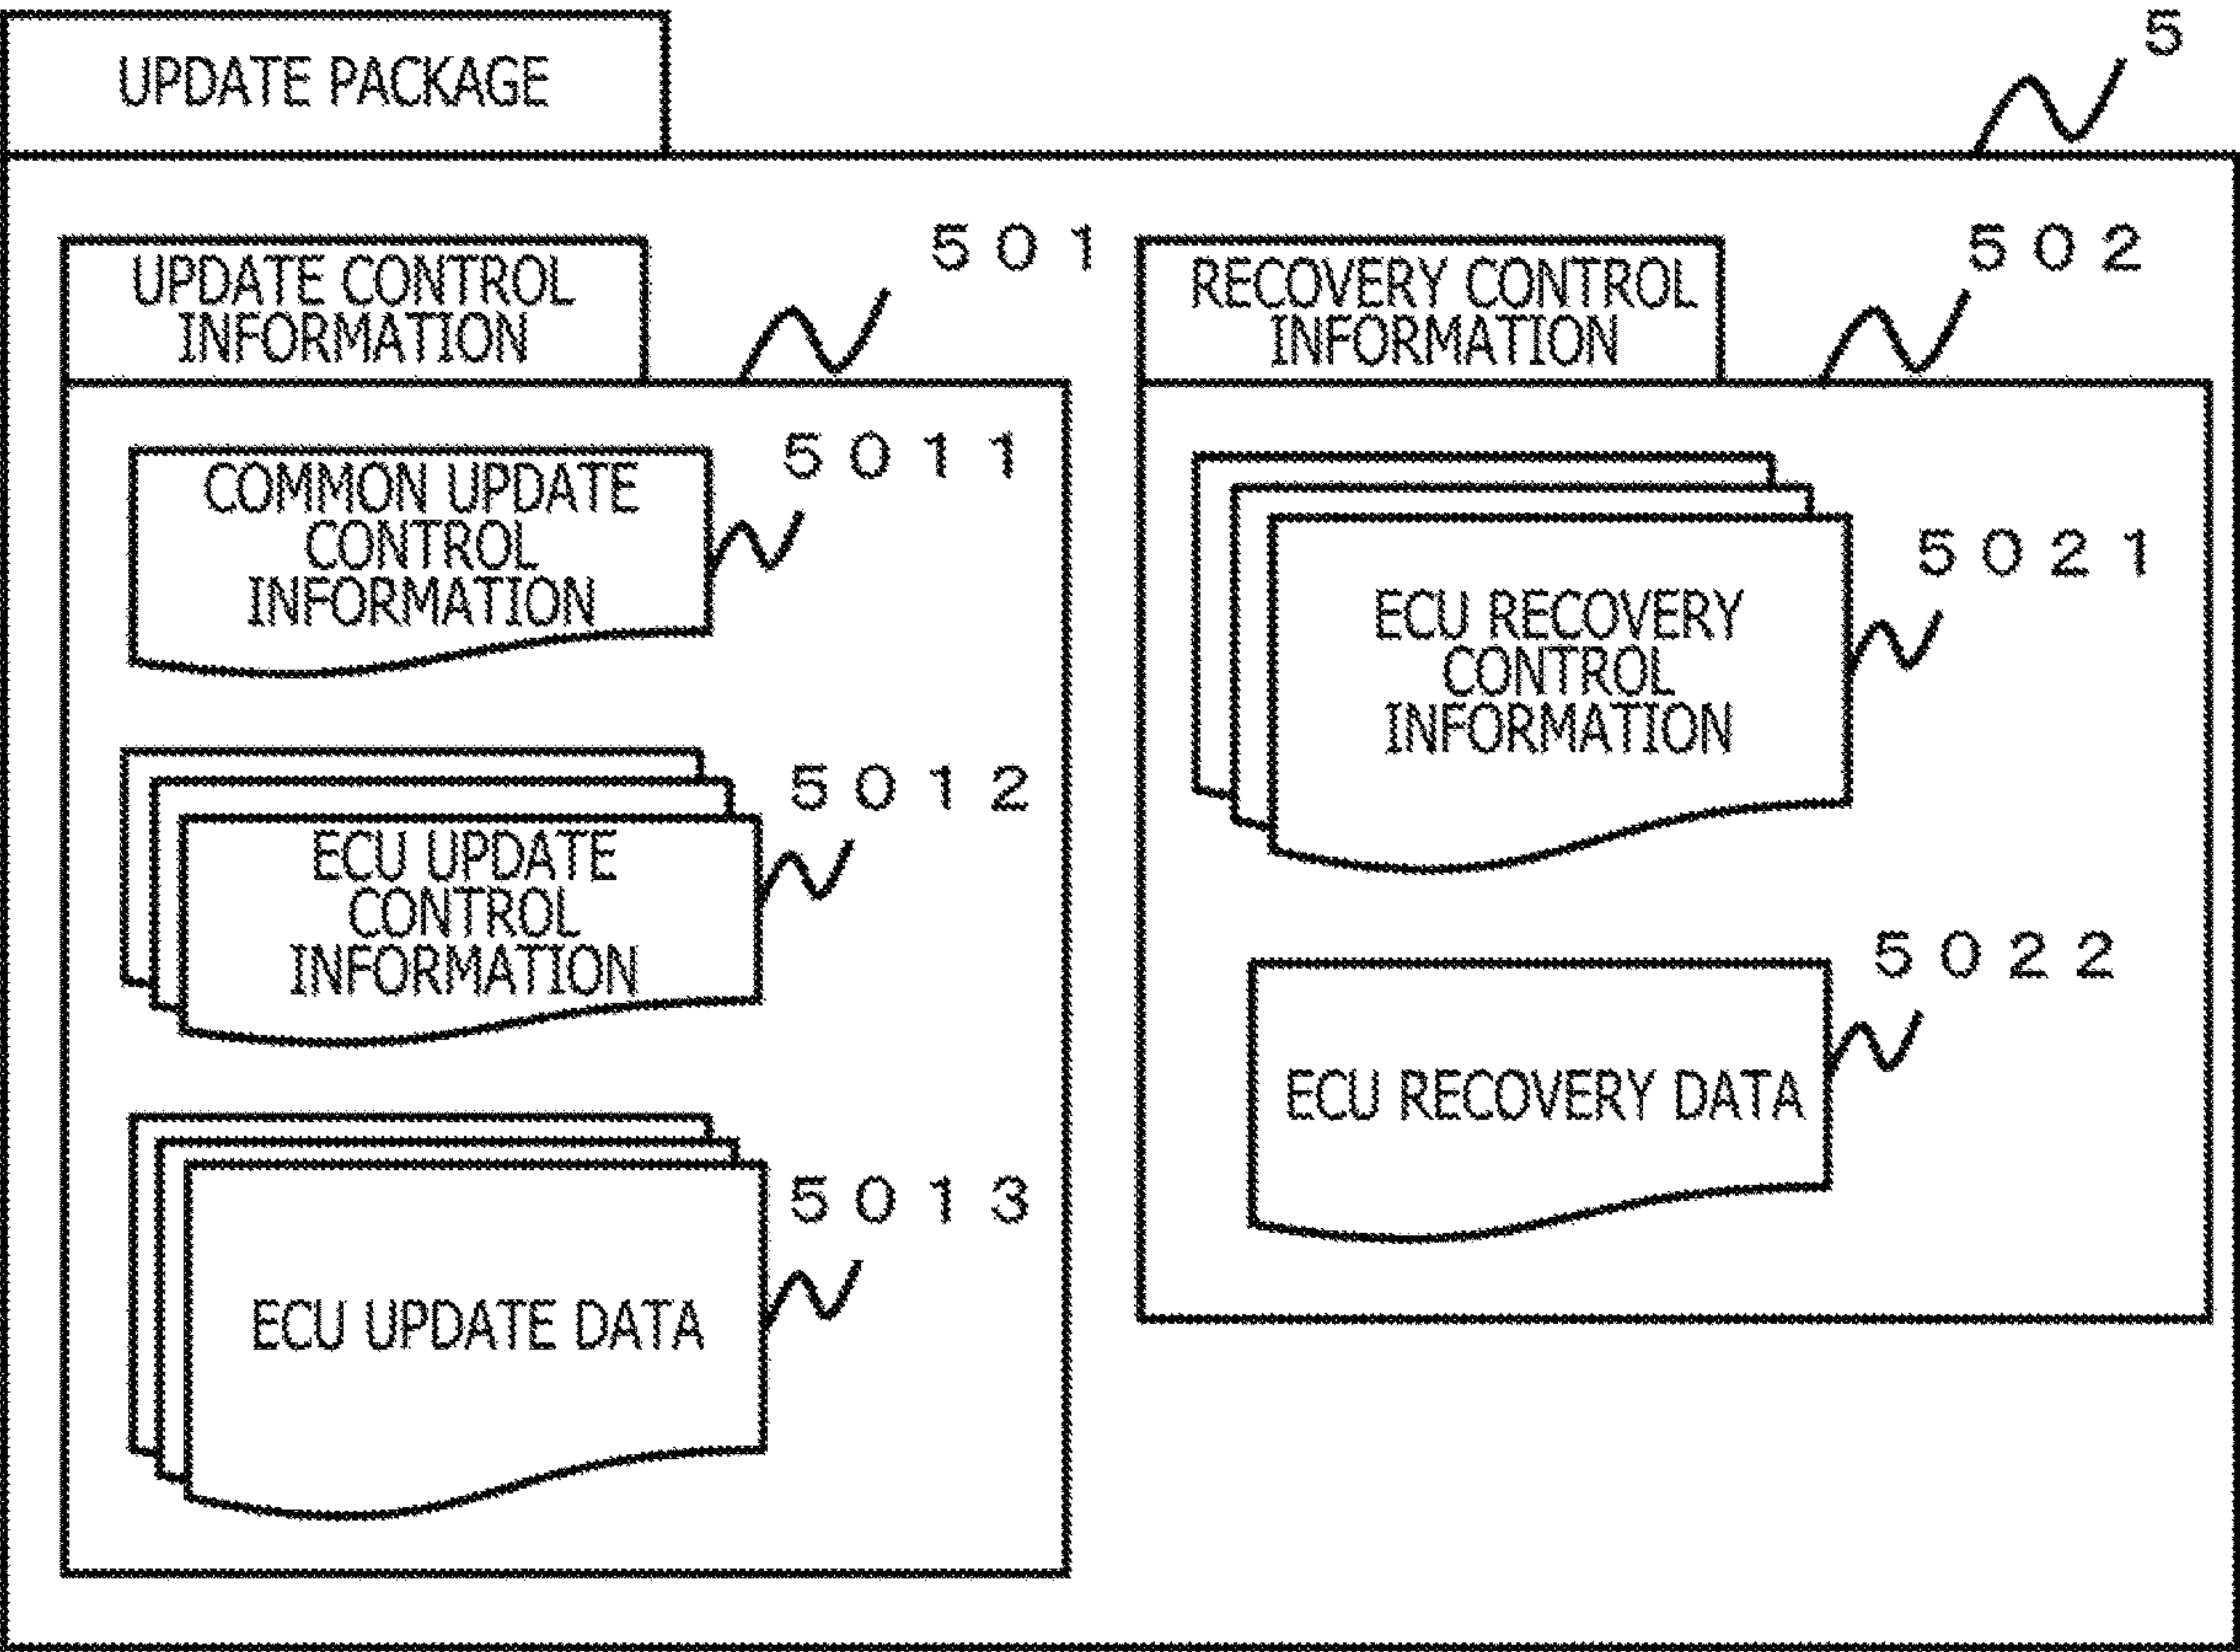 UPDATE PACKAGE
5
UPDATE CONTROL
INFORMATION
501
COMMON UPDATE
CONTROL
INFORMATION
5011
ECU UPDATE
CONTROL
INFORMATION
5012
ECU UPDATE DATA
5013
RECOVERY CONTROL
INFORMATION
502
ECU RECOVERY
CONTROL
INFORMATION
5021
ECU RECOVERY DATA
5022